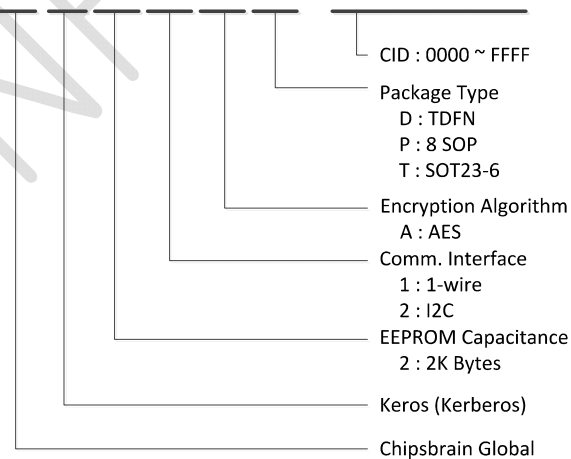 CID : 0000 ~ FFFF
Package Type
D : TDFN
P : 8 SOP
T : SOT23-6
Encryption Algorithm
A : AES
Comm. Interface
1 : 1-wire
2 : I2C
EEPROM Capacitance
2 : 2K Bytes
Keros (Kerberos)
Chipsbrain Global